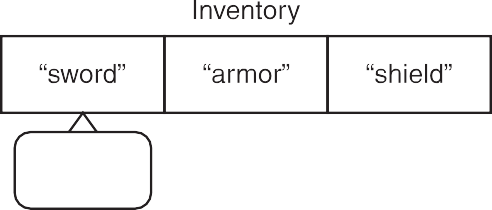 Inventory
“sword” “armor” “shield”